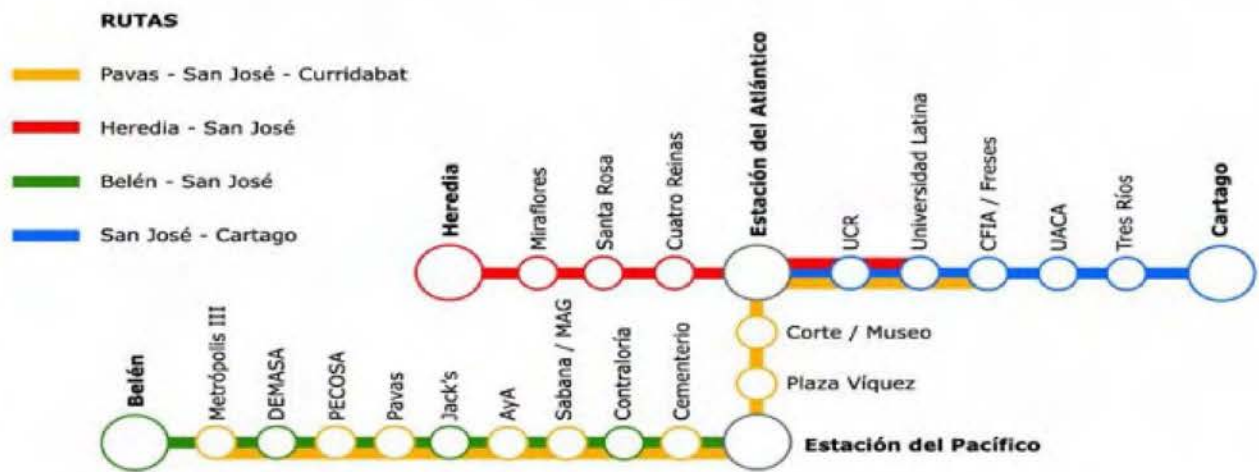 RUTAS
Pavas - San José - Curridabat
Heredia - San José
Belén - San José
San José - Cartago
Heredia
Miraflores
Santa Rosa
Cuatro Reinas
Estación del Atlántico
UCR
Universidad Latina
CFIA / Freses
UACA
Tres Ríos
Cartago
Corte / Museo
Plaza Víquez
Belén
Metrópolis III
DEMASA
PECOSA
Pavas
Jack's
AyA
Sabana / MAG
Contraloría
Cementerio
Estación del Pacífico